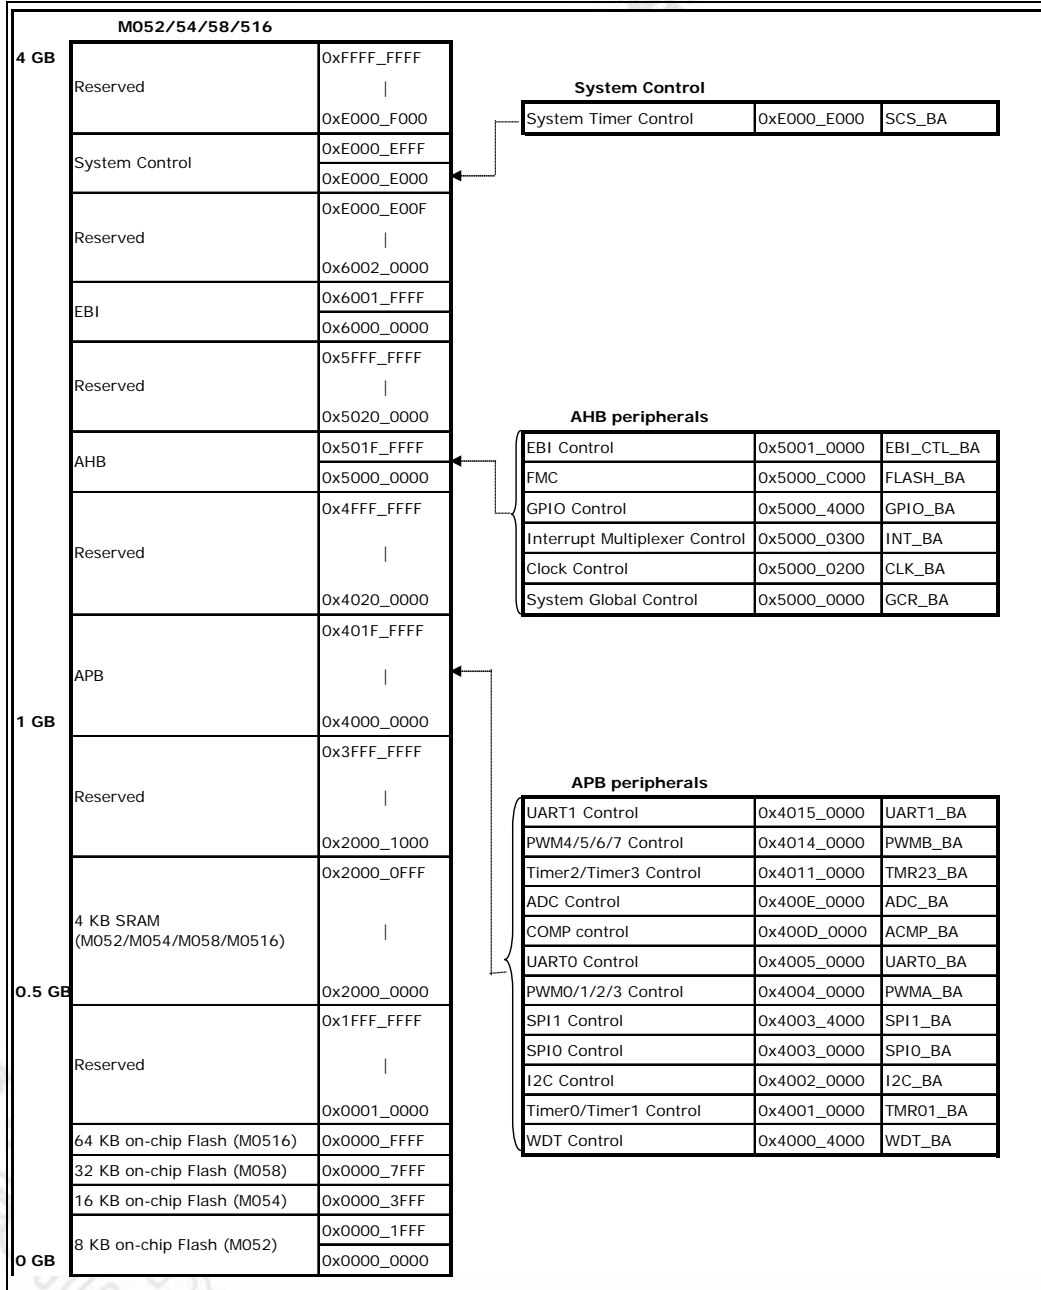 M052/54/58/516
4 GB
Reserved
0xFFFF_FFFF
|
0xE000_F000
System Control
0xE000_EFFF
0xE000_E000
Reserved
0xE000_E00F
|
0x6002_0000
EBI
0x6001_FFFF
0x6000_0000
Reserved
0x5FFF_FFFF
|
0x5020_0000
AHB
0x501F_FFFF
0x5000_0000
Reserved
0x4FFF_FFFF
|
0x4020_0000
APB
0x401F_FFFF
|
1 GB
0x4000_0000
Reserved
0x3FFF_FFFF
|
0x2000_1000
4 KB SRAM
(M052/M054/M058/M0516)
0x2000_0FFF
|
0.5 GB
0x2000_0000
Reserved
0x1FFF_FFFF
|
0x0001_0000
64 KB on-chip Flash (M0516) 0x0000_FFFF
32 KB on-chip Flash (M058) 0x0000_7FFF
16 KB on-chip Flash (M054) 0x0000_3FFF
8 KB on-chip Flash (M052)
0x0000_1FFF
0 GB
0x0000_0000
System Control
System Timer Control 0xE000_E000 SCS_BA
AHB peripherals
EBI Control 0x5001_0000 EBI_CTL_BA
FMC 0x5000_C000 FLASH_BA
GPIO Control 0x5000_4000 GPIO_BA
Interrupt Multiplexer Control 0x5000_0300 INT_BA
Clock Control 0x5000_0200 CLK_BA
System Global Control 0x5000_0000 GCR_BA
APB peripherals
UART1 Control 0x4015_0000 UART1_BA
PWM4/5/6/7 Control 0x4014_0000 PWMB_BA
Timer2/Timer3 Control 0x4011_0000 TMR23_BA
ADC Control 0x400E_0000 ADC_BA
COMP control 0x400D_0000 ACMP_BA
UART0 Control 0x4005_0000 UART0_BA
PWM0/1/2/3 Control 0x4004_0000 PWMA_BA
SPI1 Control 0x4003_4000 SPI1_BA
SPI0 Control 0x4003_0000 SPI0_BA
I2C Control 0x4002_0000 I2C_BA
Timer0/Timer1 Control 0x4001_0000 TMR01_BA
WDT Control 0x4000_4000 WDT_BA